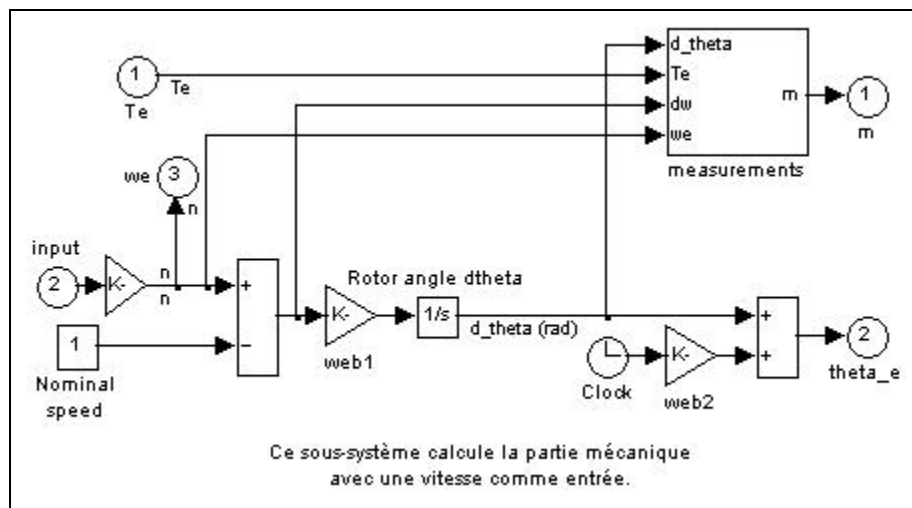 d_theta
1
Te
Te
Te
m
1
dw
m
we
measurements
we
3
n
input
2
K-
n
n
+
Rotor angle dtheta
K-
1/s
d_theta (rad)
+
1
−
web1
K-
+
2
Nominal
speed
Clock
web2
theta_e
Ce sous-système calcule la partie mécanique
avec une vitesse comme entrée.